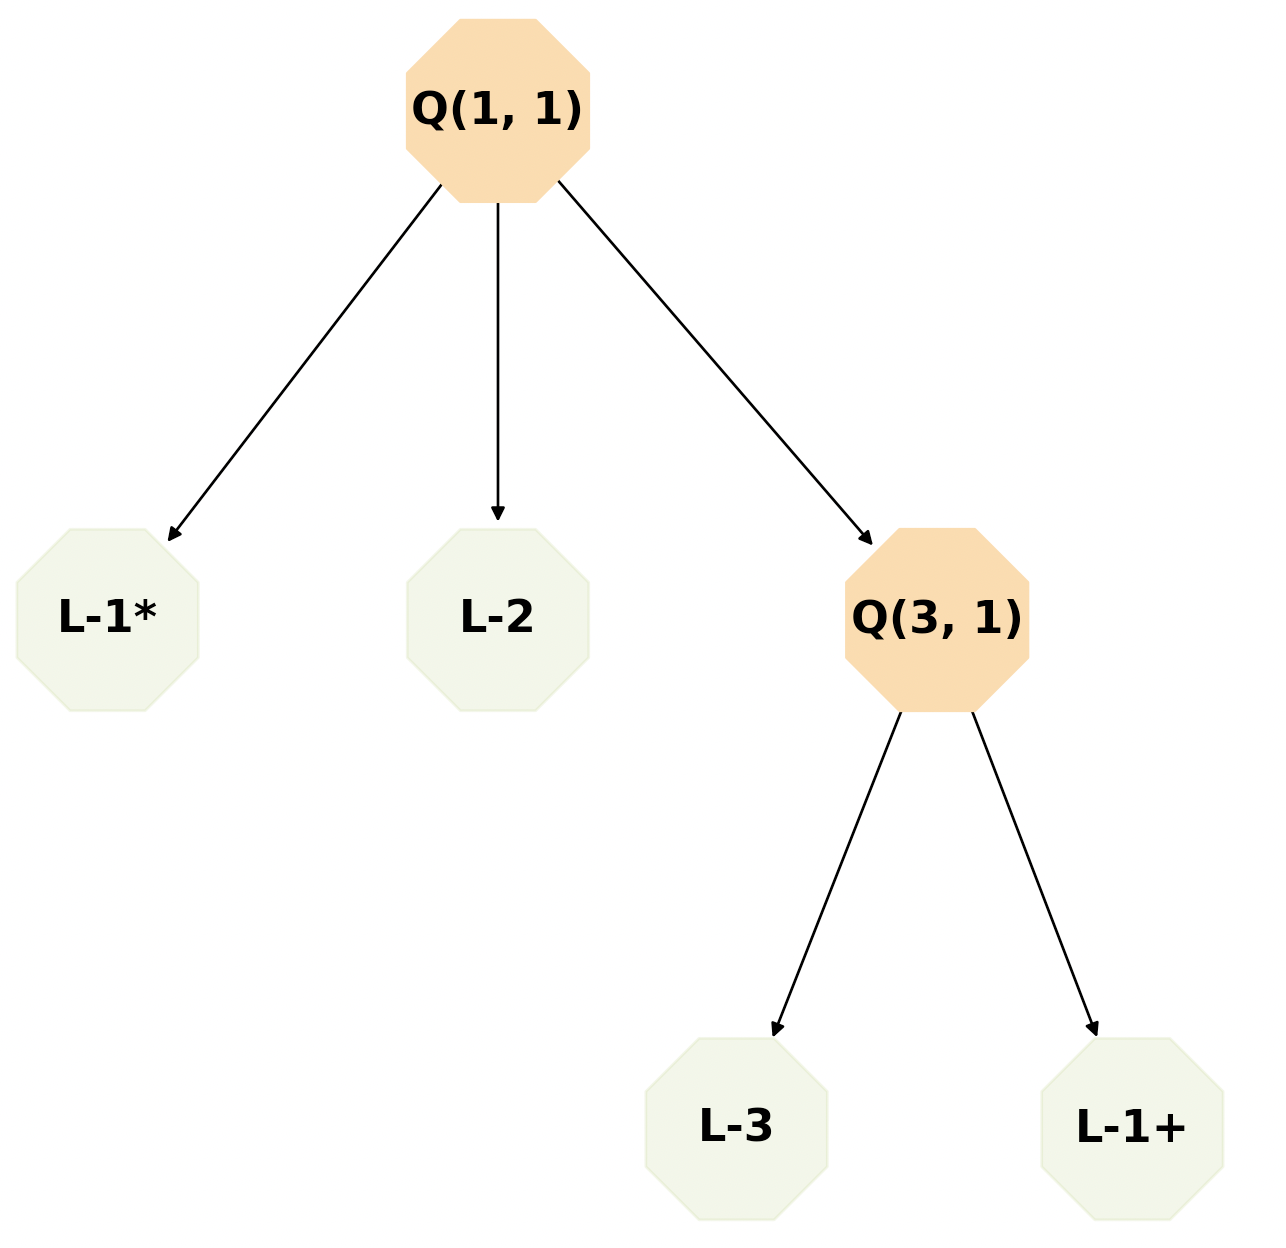 Q(1, 1)
L-1*
L-2
Q(3, 1)
L-3
L-1+